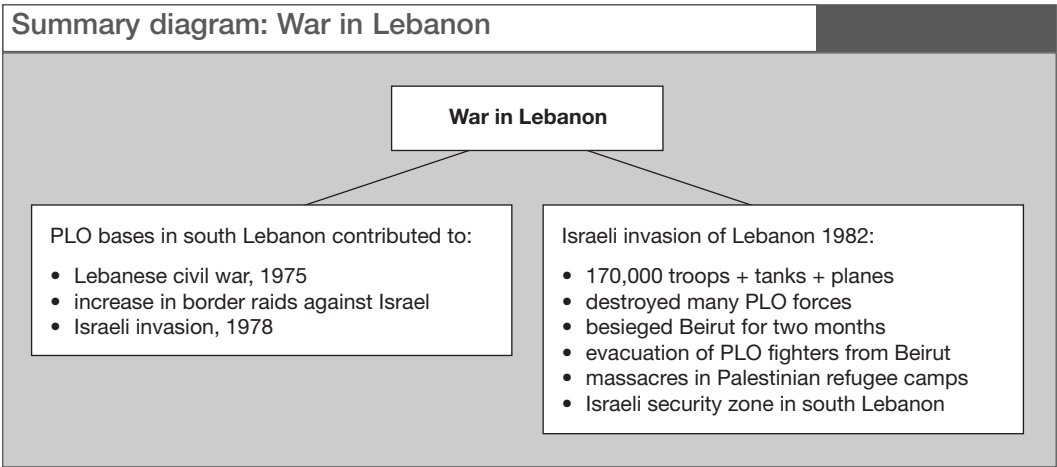 Summary diagram: War in Lebanon
War in Lebanon
PLO bases in south Lebanon contributed to:
• Lebanese civil war, 1975
• increase in border raids against Israel
• Israeli invasion, 1978
Israeli invasion of Lebanon 1982:
• 170,000 troops + tanks + planes
• destroyed many PLO forces
• besieged Beirut for two months
• evacuation of PLO fighters from Beirut
• massacres in Palestinian refugee camps
• Israeli security zone in south Lebanon